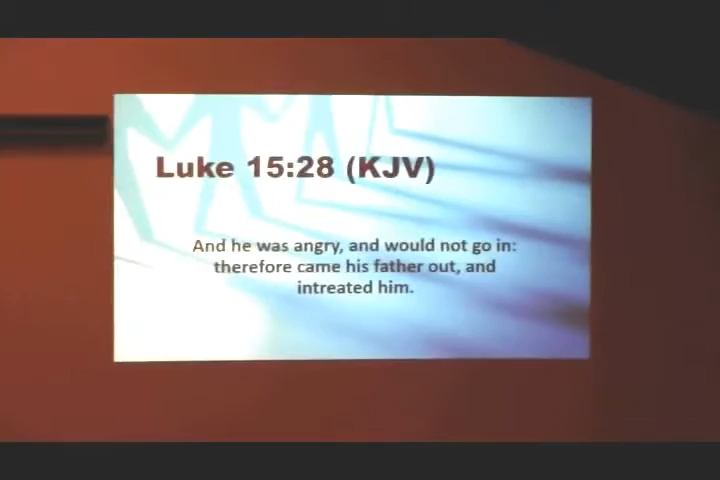 Luke 15:28 (KJV)
And he was angry, and would not go in:
therefore came his father out, and
intreated him.